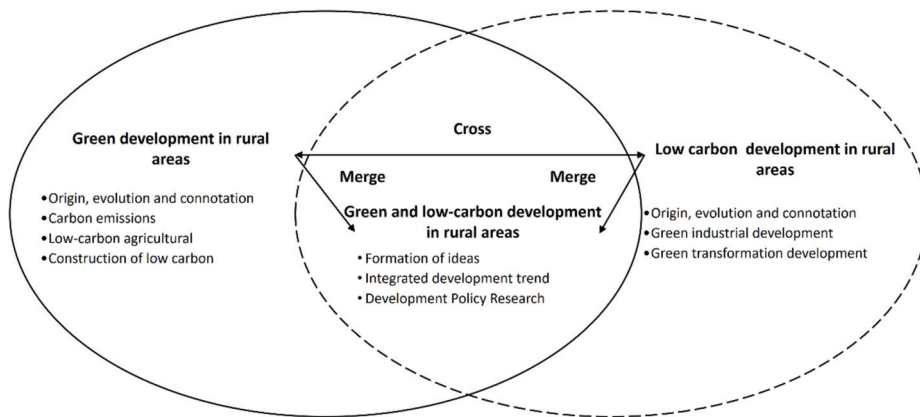 Cross
Green development in rural
areas
Low carbon development in rural
areas
Merge
Merge
•Origin, evolution and connotation
•Carbon emissions
•Low-carbon agricultural
•Construction of low carbon
Green and low-carbon development
in rural areas
• Formation of ideas
• Integrated development trend
• Development Policy Research
•Origin, evolution and connotation
•Green industrial development
•Green transformation development